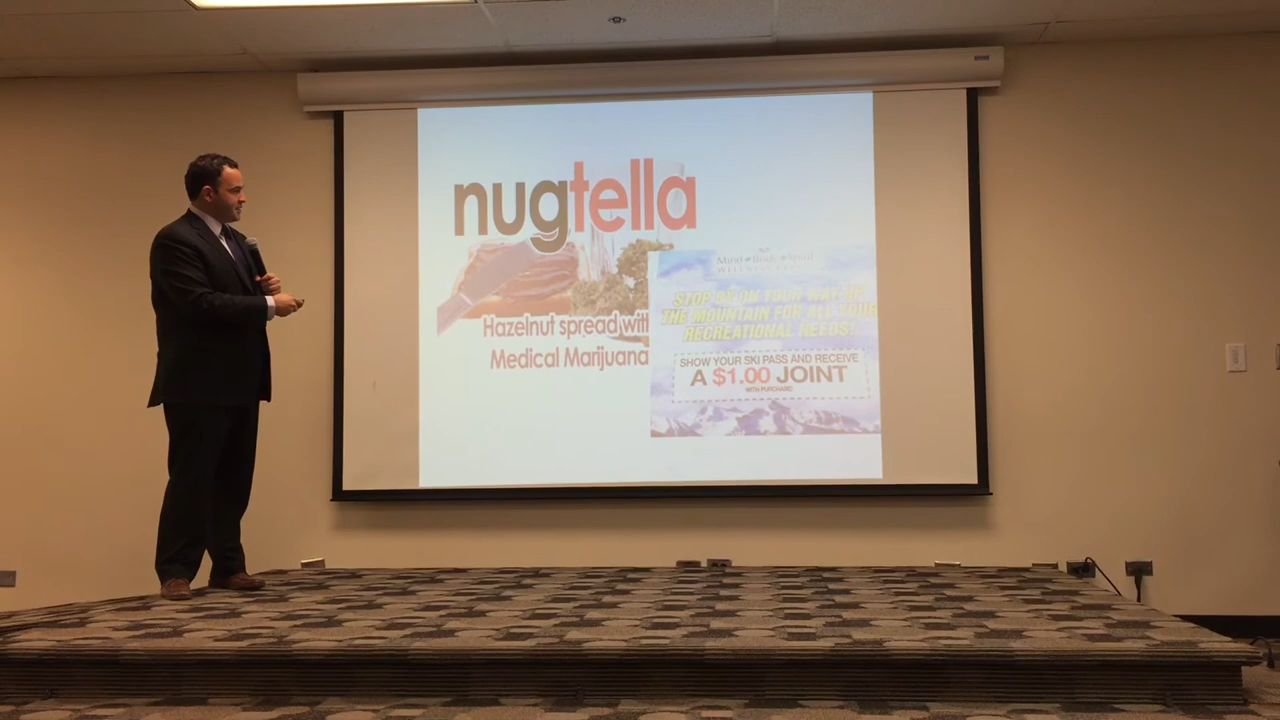 nugtella
Hazelnut spread with
Medical Marijuana
Mind Body Spirit
WELLNESS
STOP BY ON YOUR WAY UP
THE MOUNTAIN FOR ALL YOUR
RECREATIONAL NEEDS!
SHOW YOUR SKI PASS AND RECEIVE
A $1.00 JOINT
WITH PURCHASE!